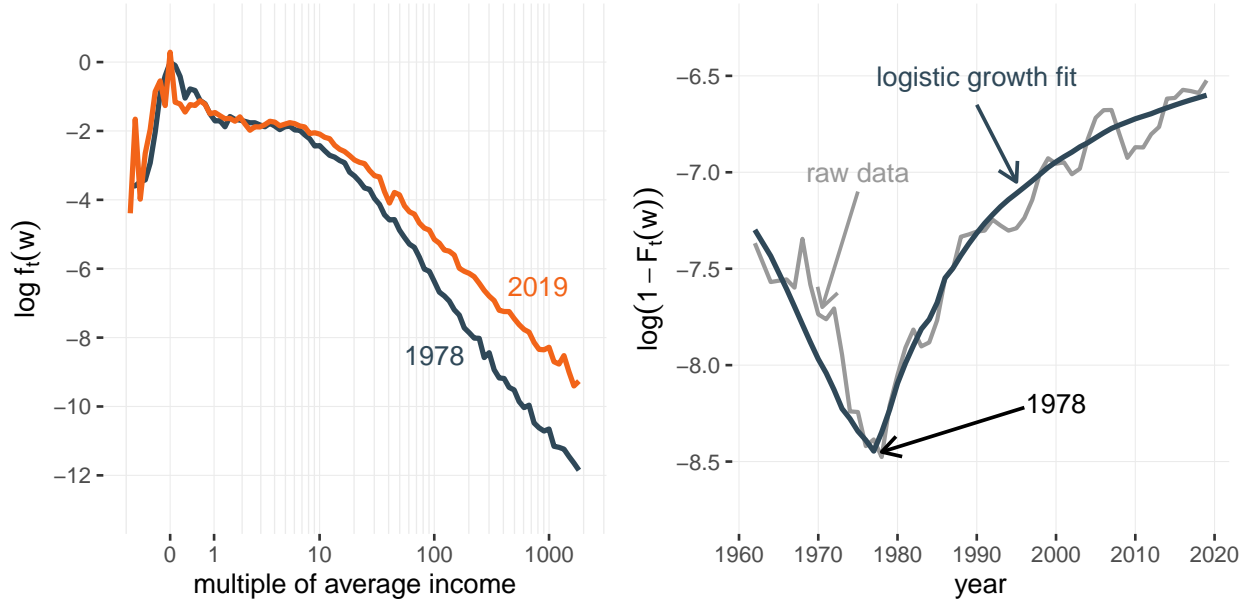 log f_t(w)
0
−2
−4
−6
−8
−10
−12
2019
1978
0 1 10 100 1000
multiple of average income
log(1 − F_t(w))
−6.5
−7.0
−7.5
−8.0
−8.5
logistic growth fit
raw data
1978
1960 1970 1980 1990 2000 2010 2020
year